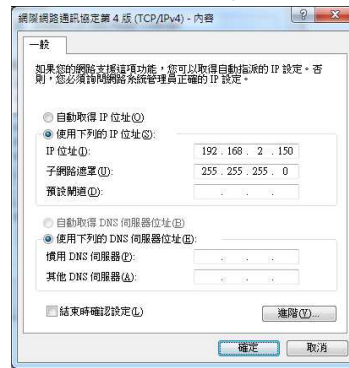 網際網路通訊協定第 4 版 (TCP/IPv4) - 內容
一般
如果您的網路支援這項功能，您可以取得自動指派的 IP 設定。否
則，您必須詢問網路系統管理員正確的 IP 設定。
自動取得 IP 位址(O)
使用下列的 IP 位址(S):
IP 位址(I): 192 . 168 . 2 . 150
子網路遮罩(U): 255 . 255 . 255 . 0
預設閘道(D): . . .
自動取得 DNS 伺服器位址(B)
使用下列的 DNS 伺服器位址(E):
慣用 DNS 伺服器(P): . . .
其他 DNS 伺服器(A): . . .
結束時確認設定(L) 進階(V)...
確定 取消